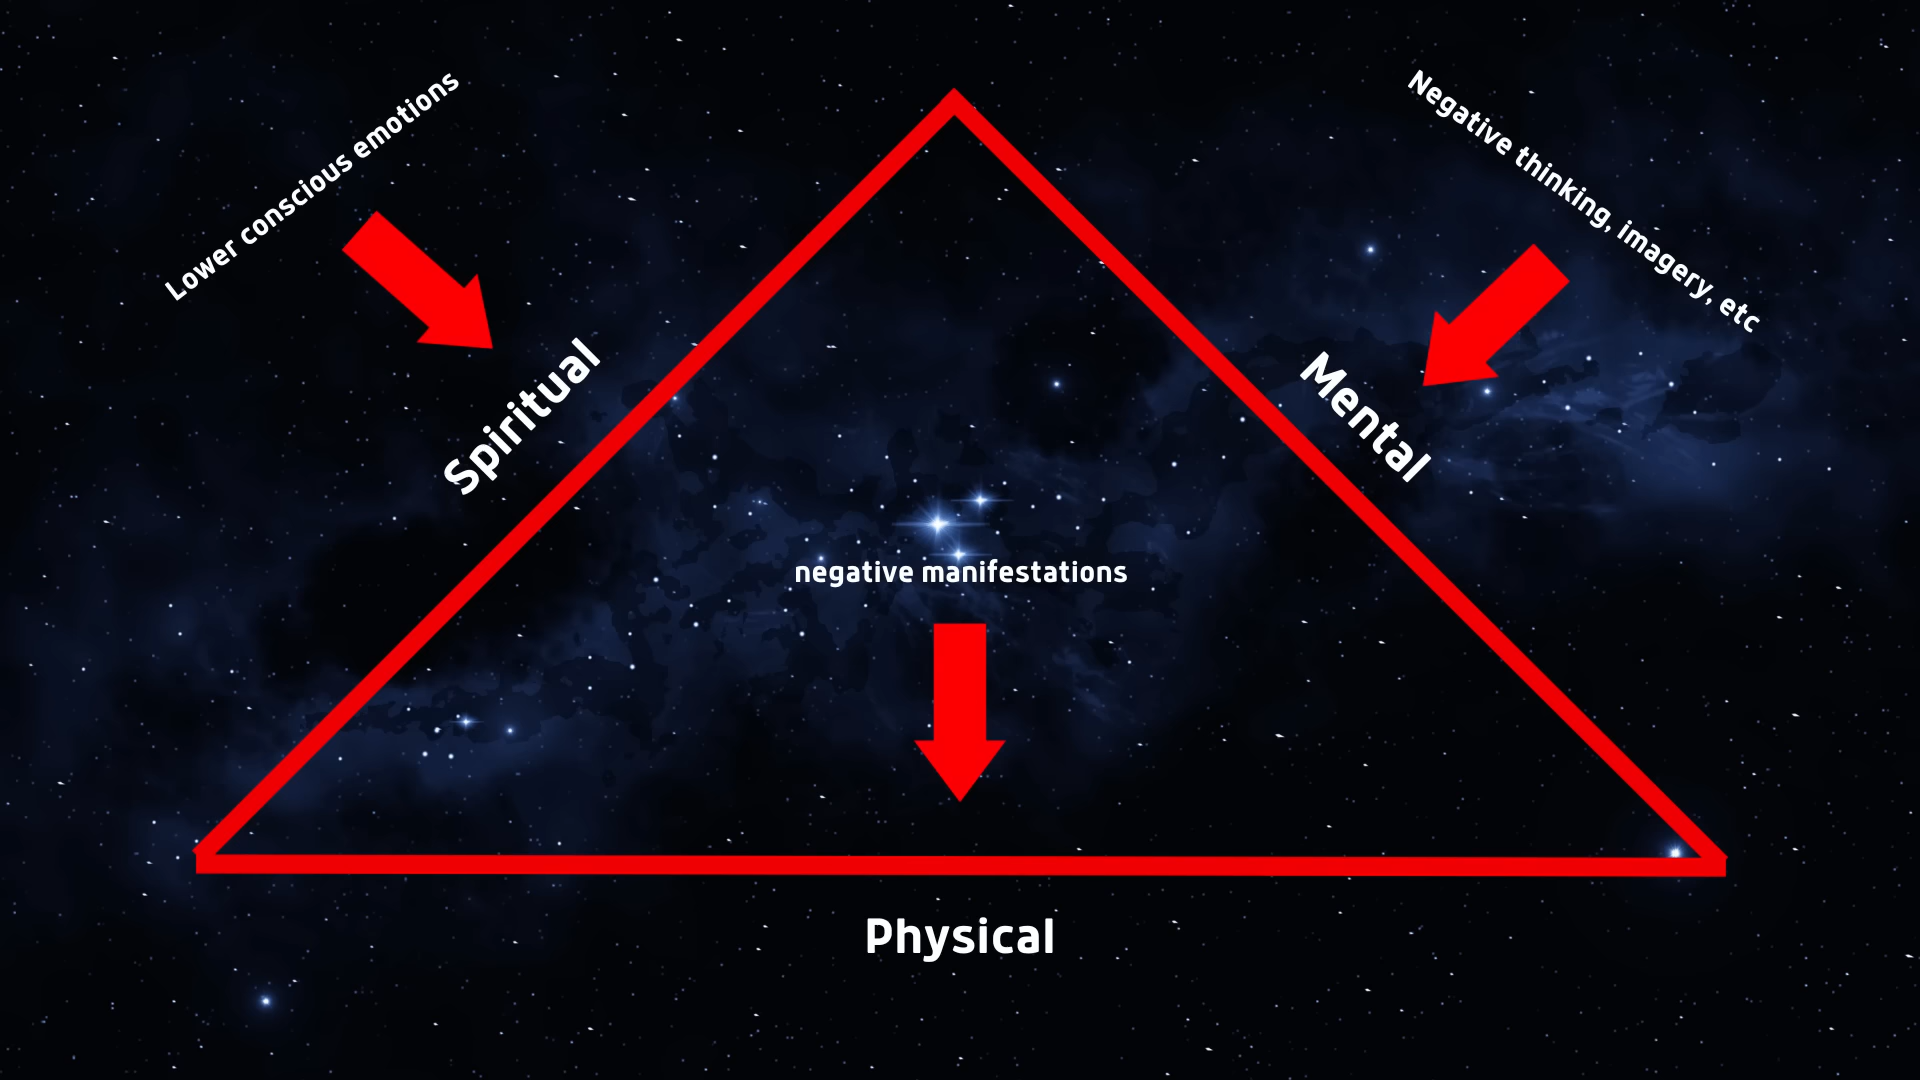 Lower conscious emotions
Negative thinking, imagery, etc
Spiritual
Mental
negative manifestations
Physical